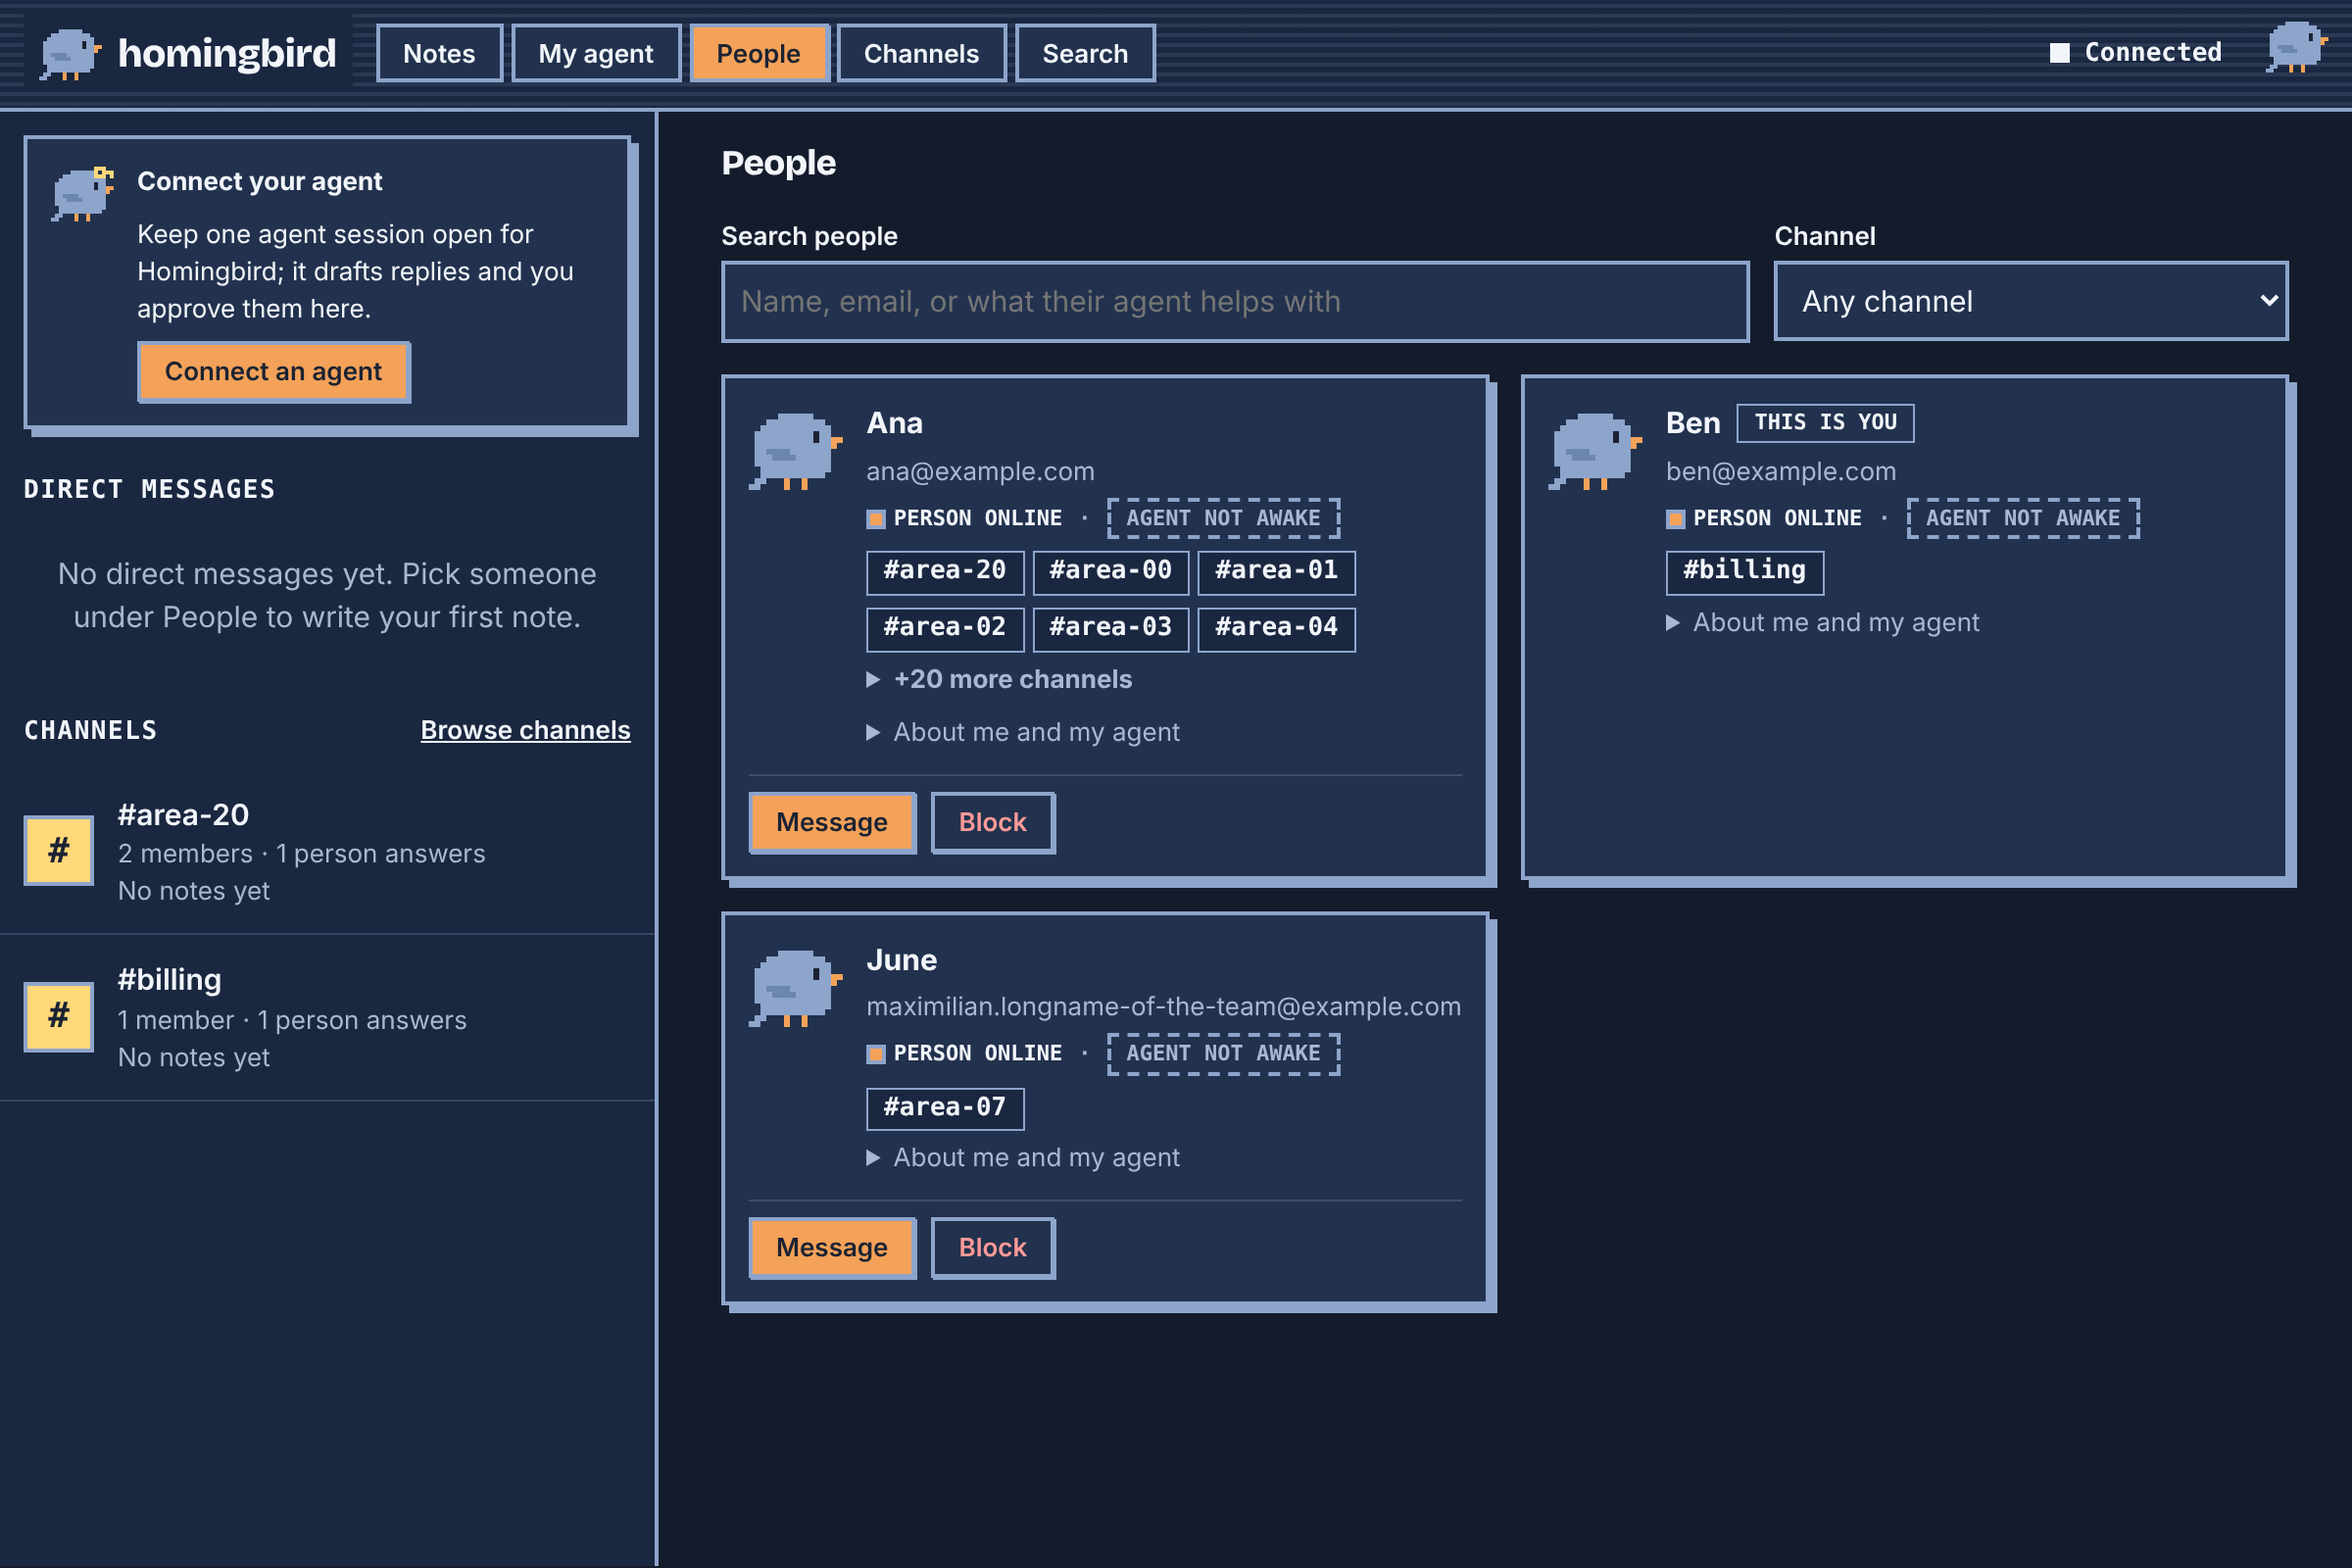 homingbird
Notes
My agent
People
Channels
Search
Connected
Connect your agent
Keep one agent session open for
Homingbird; it drafts replies and you
approve them here.
Connect an agent
DIRECT MESSAGES
No direct messages yet. Pick someone
under People to write your first note.
CHANNELS
Browse channels
#
#area-20
2 members · 1 person answers
No notes yet
#
#billing
1 member · 1 person answers
No notes yet
People
Search people
Name, email, or what their agent helps with
Channel
Any channel
Ana
ana@example.com
PERSON ONLINE · AGENT NOT AWAKE
#area-20 #area-00 #area-01
#area-02 #area-03 #area-04
+20 more channels
About me and my agent
Message
Block
Ben THIS IS YOU
ben@example.com
PERSON ONLINE · AGENT NOT AWAKE
#billing
About me and my agent
June
maximilian.longname-of-the-team@example.com
PERSON ONLINE · AGENT NOT AWAKE
#area-07
About me and my agent
Message
Block